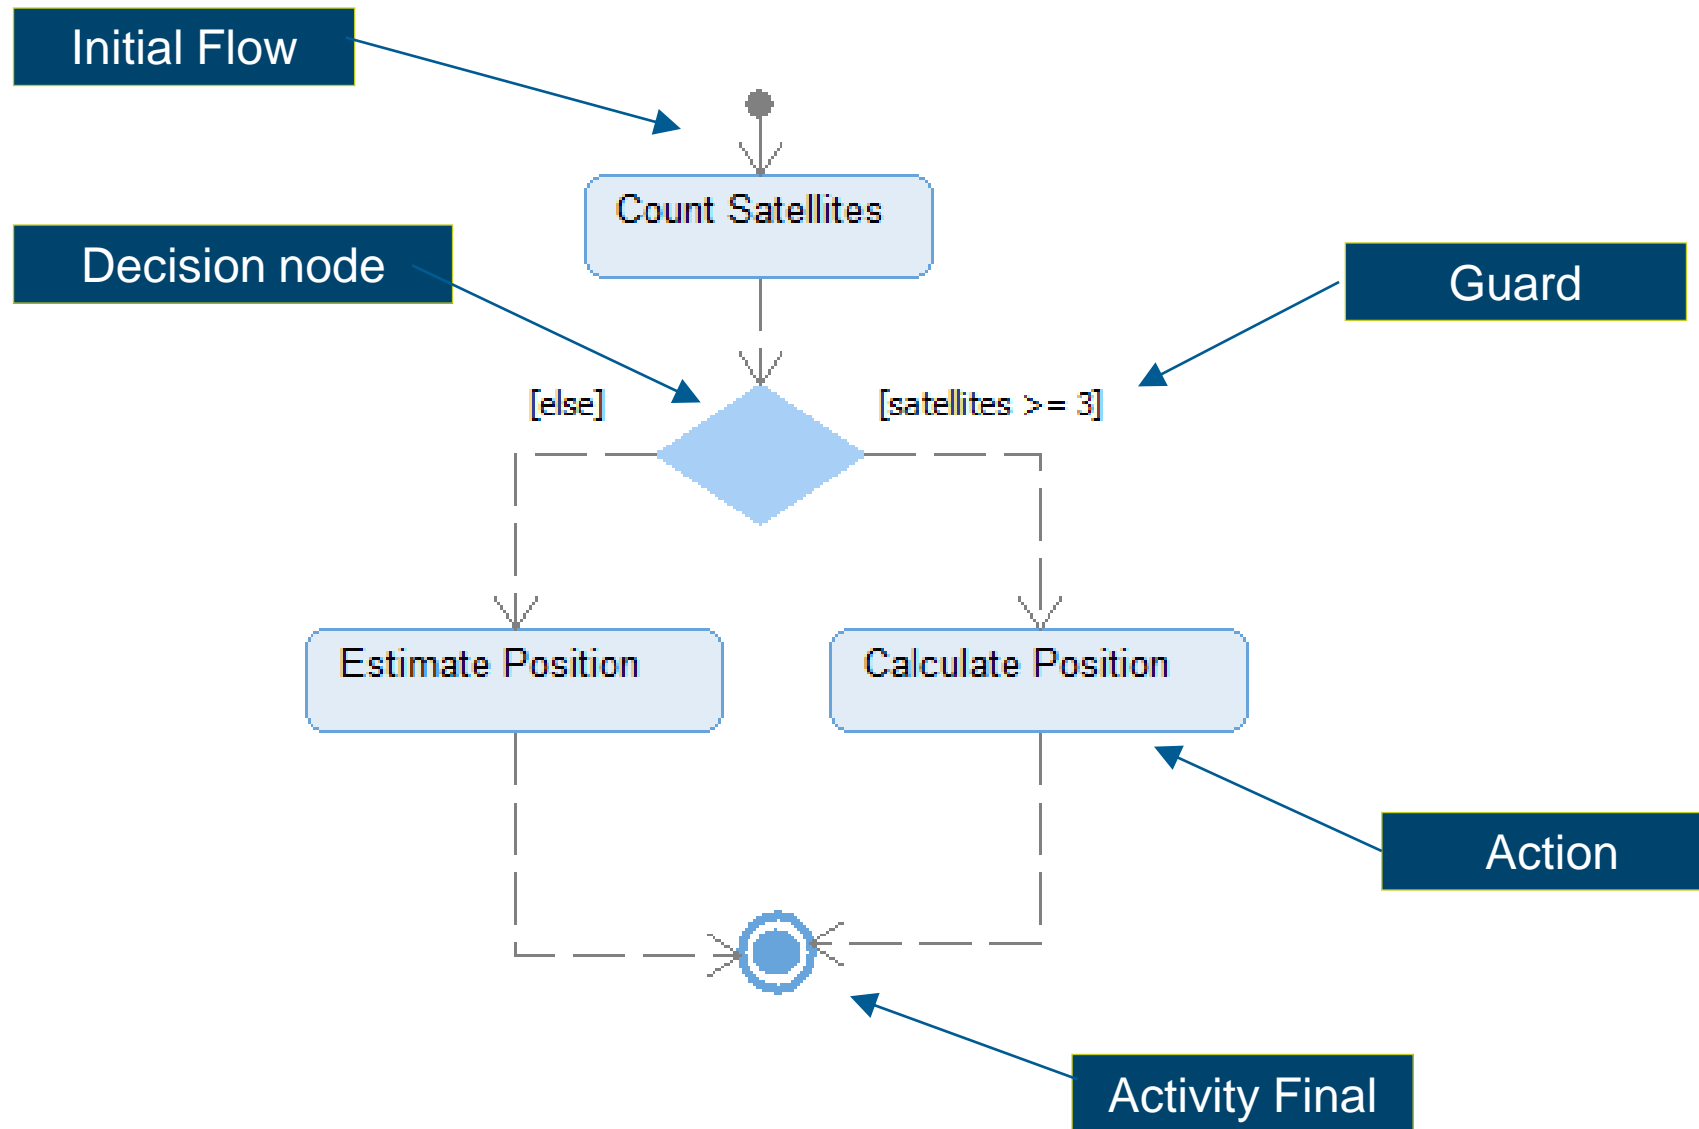 Initial Flow
Count Satellites
Decision node
Guard
[else]
[satellites >= 3]
Estimate Position
Calculate Position
Action
Activity Final